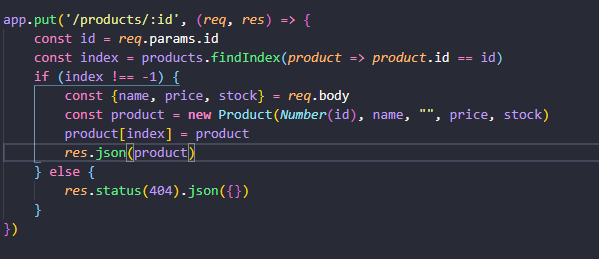 app.put('/products/:id', (req, res) => {
    const id = req.params.id
    const index = products.findIndex(product => product.id == id)
    if (index !== -1) {
        const {name, price, stock} = req.body
        const product = new Product(Number(id), name, "", price, stock)
        product[index] = product
        res.json(product)
    } else {
        res.status(404).json({})
    }
})